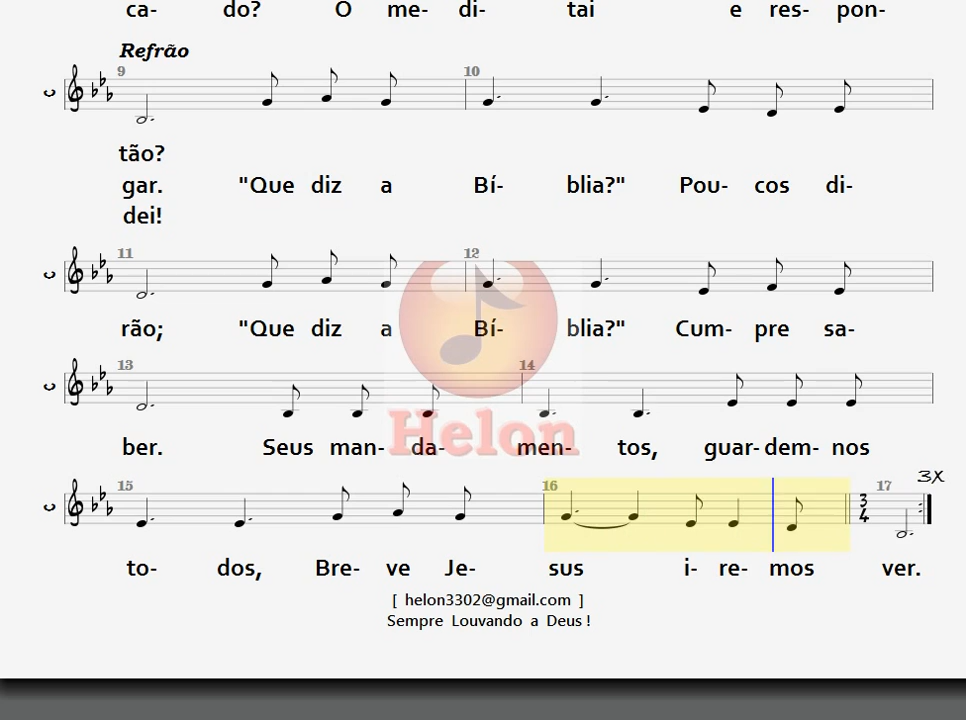 ca- do? O me- di- tai e res- pon-
Refrão
9 10
tão?
gar. "Que diz a Bí- blia?" Pou- cos di-
dei!
11 12
rão; "Que diz a Bí- blia?" Cum- pre sa-
13 14
ber. Seus man- da- men- tos, guar- dem- nos
15 16 3 4 17 3X
to- dos, Bre- ve Je- sus i- re- mos ver.
Helon
[ helon3302@gmail.com ]
Sempre Louvando a Deus !